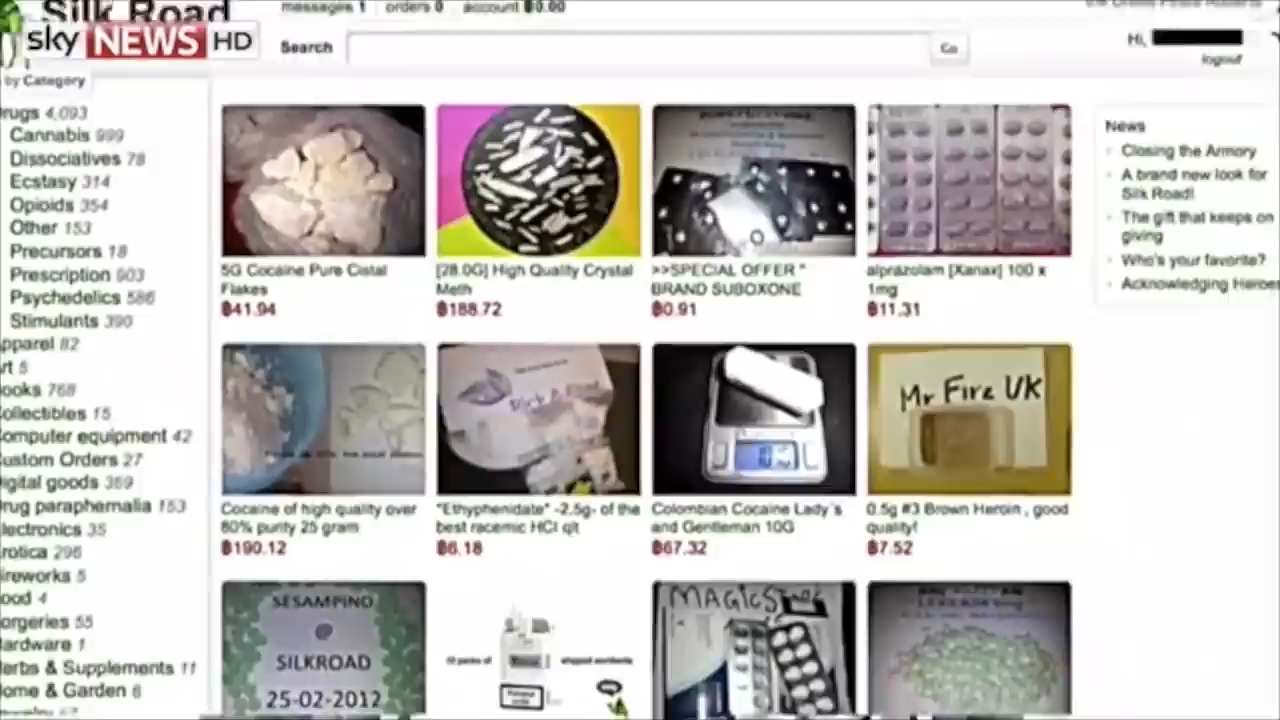 Silk Road
messages 1 orders 0 account ฿0.00
sky NEWS HD
Search
Go
Hi,
logout
by Category
rugs 4,093
Cannabis 999
Dissociatives 78
Ecstasy 314
Opioids 354
Other 153
Precursors 18
Prescription 903
Psychedelics 586
Stimulants 390
pparel 82
rt 5
ooks 768
ollectibles 15
omputer equipment 42
ustom Orders 27
igital goods 369
rug paraphernalia 153
lectronics 35
rotica 296
ireworks 5
ood 4
orgeries 55
ardware 1
erbs & Supplements 11
ome & Garden 6
5G Cocaine Pure Cistal
Flakes
฿41.94
[28.0G] High Quality Crystal
Meth
฿188.72
>>SPECIAL OFFER "
BRAND SUBOXONE
฿0.91
alprazolam [Xanax] 100 x
1mg
฿11.31
News
Closing the Armory
A brand new look for
Silk Road!
The gift that keeps on
giving
Who's your favorite?
Acknowledging Heroes
Mr Fire UK
Cocaine of high quality over
80% purity 25 gram
฿190.12
"Ethyphenidate" -2,5g- of the
best racemic HCl q!t
฿6.18
Colombian Cocaine Lady´s
and Gentleman 10G
฿67.32
0.5g #3 Brown Heroin , good
quality!
฿7.52
SESAMPINO
@
SILKROAD
25-02-2012